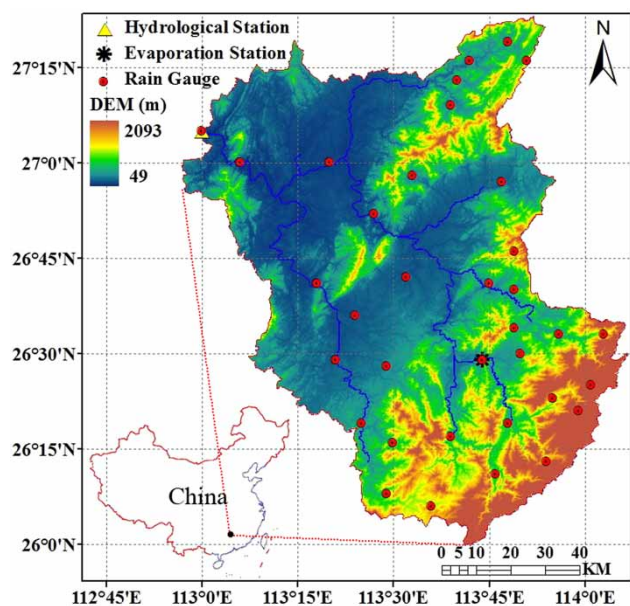 Hydrological Station
Evaporation Station
Rain Gauge
DEM (m)
2093
49
N
27°15'N
27°0'N
26°45'N
26°30'N
26°15'N
26°0'N
China
0 5 10 20 30 40
KM
112°45'E 113°0'E 113°15'E 113°30'E 113°45'E 114°0'E